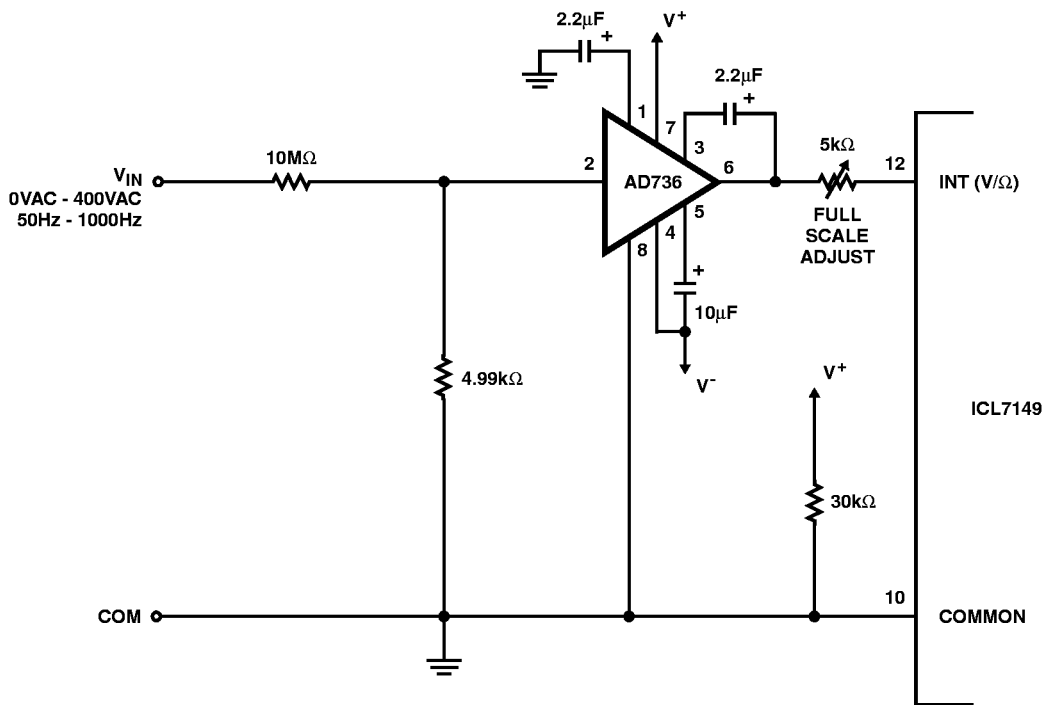 2.2µF
+
V+
2.2µF
+
1
7
3
10MΩ
5kΩ
12
VIN
0VAC - 400VAC
50Hz - 1000Hz
2
AD736
6
INT (V/Ω)
5
4
8
FULL
SCALE
ADJUST
+
10µF
V-
4.99kΩ
V+
ICL7149
30kΩ
10
COM
COMMON